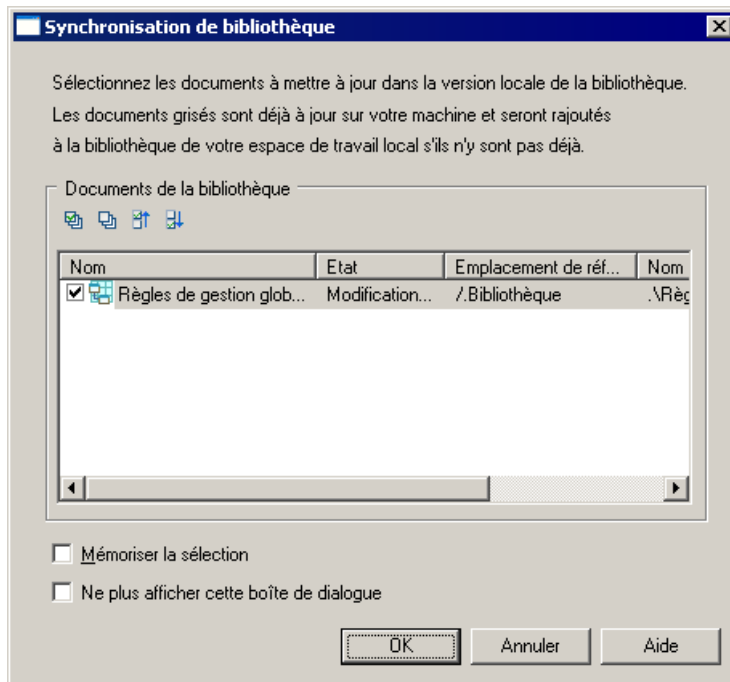 Synchronisation de bibliothèque
Sélectionnez les documents à mettre à jour dans la version locale de la bibliothèque.
Les documents grisés sont déjà à jour sur votre machine et seront rajoutés
à la bibliothèque de votre espace de travail local s'ils n'y sont pas déjà.
Documents de la bibliothèque
Nom Etat Emplacement de réf... Nom
Règles de gestion glob... Modification... /.Bibliothèque .\Règ
Mémoriser la sélection
Ne plus afficher cette boîte de dialogue
OK Annuler Aide